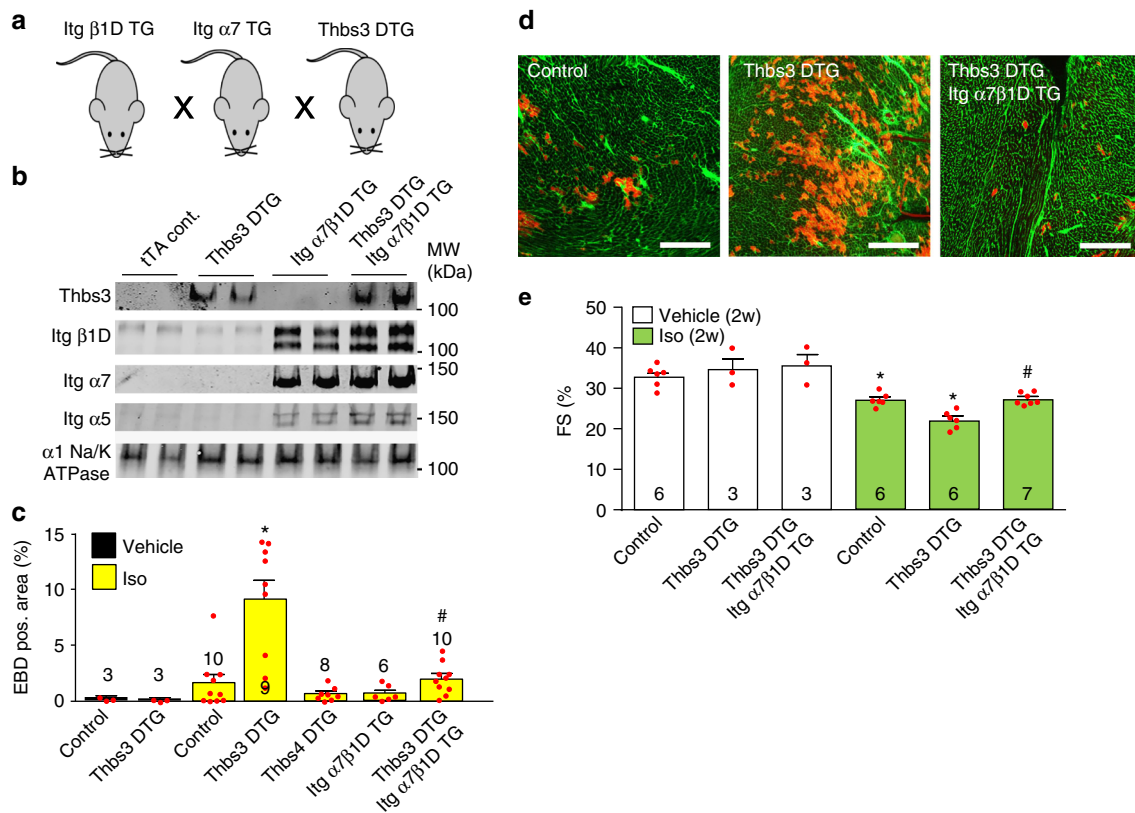 a
Itg β1D TG
Itg α7 TG
Thbs3 DTG
X
X
b
tTA cont.
Thbs3 DTG
Itg α7β1D TG
Thbs3 DTG
Itg α7β1D TG
MW
(kDa)
Thbs3
100
Itg β1D
100
150
Itg α7
Itg α5
150
α1 Na/K
ATPase
100
c
EBD pos. area (%)
15
10
5
0
Vehicle
Iso
3
3
10
*
9
8
6
#
10
Control
Thbs3 DTG
Control
Thbs3 DTG
Thbs4 DTG
Itg α7β1D TG
Thbs3 DTG
Itg α7β1D TG
d
Control
Thbs3 DTG
Thbs3 DTG
Itg α7β1D TG
e
FS (%)
50
40
30
20
10
0
Vehicle (2w)
Iso (2w)
*
*
#
6
3
3
6
6
7
Control
Thbs3 DTG
Thbs3 DTG
Itg α7β1D TG
Control
Thbs3 DTG
Thbs3 DTG
Itg α7β1D TG